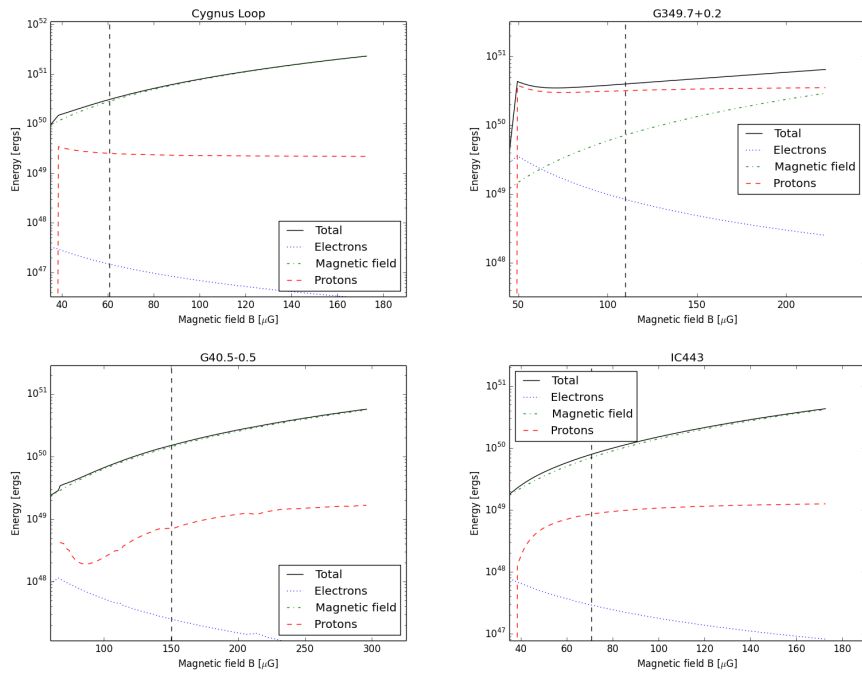 Cygnus Loop
10^52
10^51
10^50
10^49
10^48
10^47
Energy [ergs]
40 60 80 100 120 140 160 180
Magnetic field B [μG]
Total
Electrons
Magnetic field
Protons
G349.7+0.2
10^51
10^50
10^49
10^48
Energy [ergs]
50 100 150 200
Magnetic field B [μG]
Total
Electrons
Magnetic field
Protons
G40.5-0.5
10^51
10^50
10^49
10^48
Energy [ergs]
100 150 200 250 300
Magnetic field B [μG]
Total
Electrons
Magnetic field
Protons
IC443
10^51
10^50
10^49
10^48
10^47
Energy [ergs]
40 60 80 100 120 140 160 180
Magnetic field B [μG]
Total
Electrons
Magnetic field
Protons